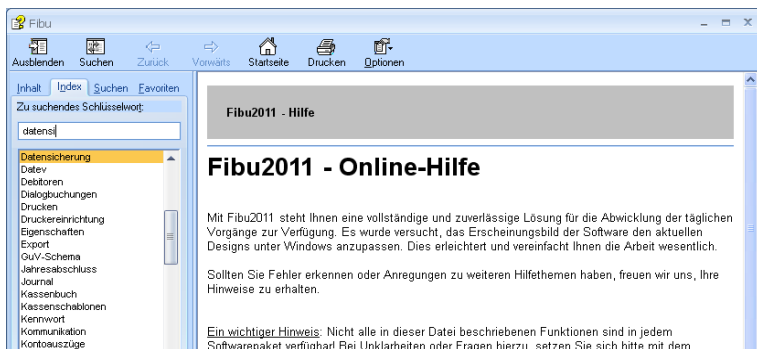 Fibu
Ausblenden Suchen Zurück Vorwärts Startseite Drucken Optionen
Inhalt Index Suchen Favoriten
Zu suchendes Schlüsselwort:
datensi
Datensicherung
Datev
Debitoren
Dialogbuchungen
Drucken
Druckereinrichtung
Eigenschaften
Export
GuV-Schema
Jahresabschluss
Journal
Kassenbuch
Kassenschablonen
Kennwort
Kommunikation
Kontoauszüge
Fibu2011 - Hilfe
Fibu2011 - Online-Hilfe
Mit Fibu2011 steht Ihnen eine vollständige und zuverlässige Lösung für die Abwicklung der täglichen
Vorgänge zur Verfügung. Es wurde versucht, das Erscheinungsbild der Software den aktuellen
Designs unter Windows anzupassen. Dies erleichtert und vereinfacht Ihnen die Arbeit wesentlich.
Sollten Sie Fehler erkennen oder Anregungen zu weiteren Hilfethemen haben, freuen wir uns, Ihre
Hinweise zu erhalten.
Ein wichtiger Hinweis: Nicht alle in dieser Datei beschriebenen Funktionen sind in jedem
Softwarepaket verfügbar! Bei Unklarheiten oder Fragen hierzu, setzen Sie sich bitte mit dem